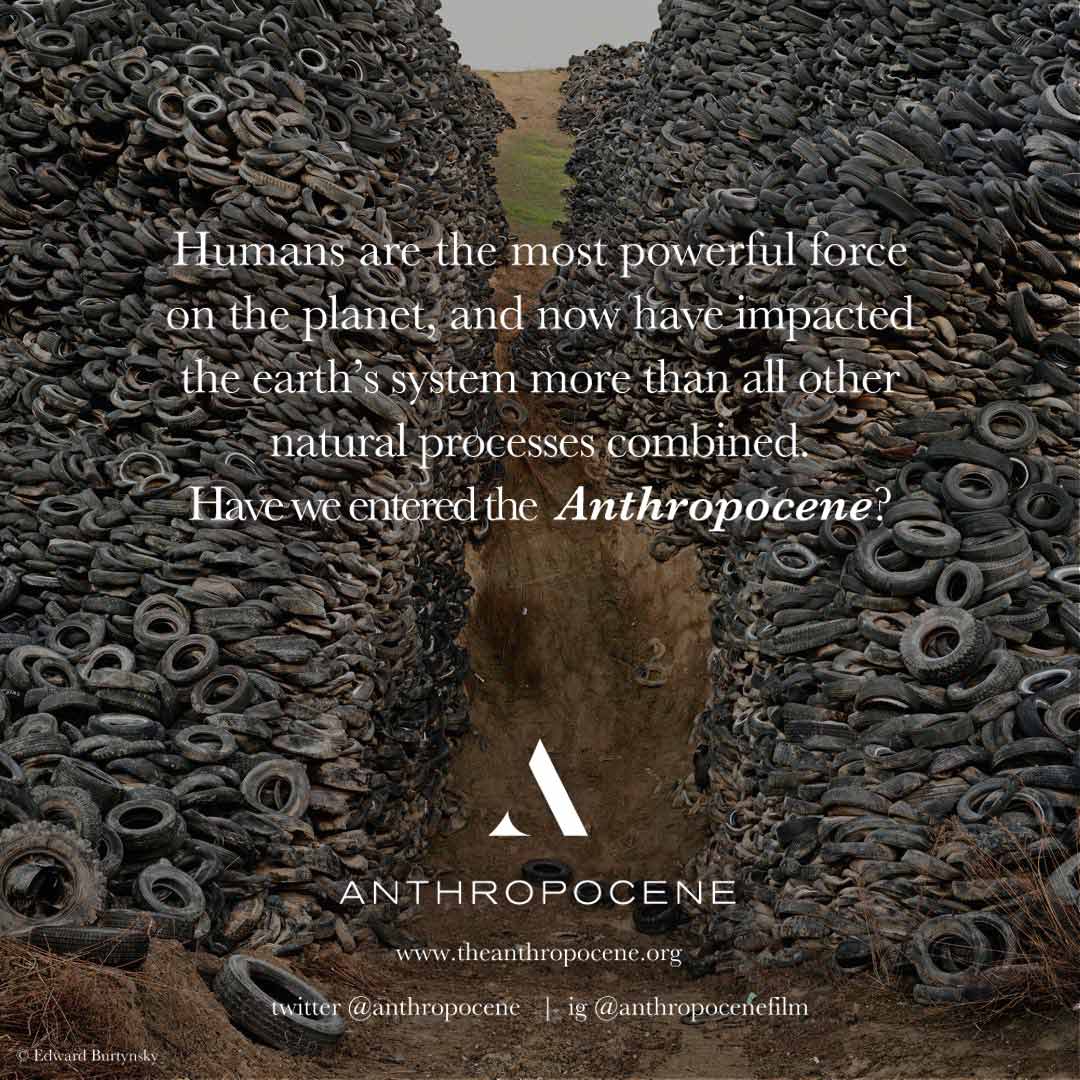 Humans are the most powerful force
on the planet, and now have impacted
the earth’s system more than all other
natural processes combined.
Have we entered the Anthropocene?
ANTHROPOCENE
www.theanthropocene.org
twitter @anthropocene | ig @anthropocenefilm
© Edward Burtynsky